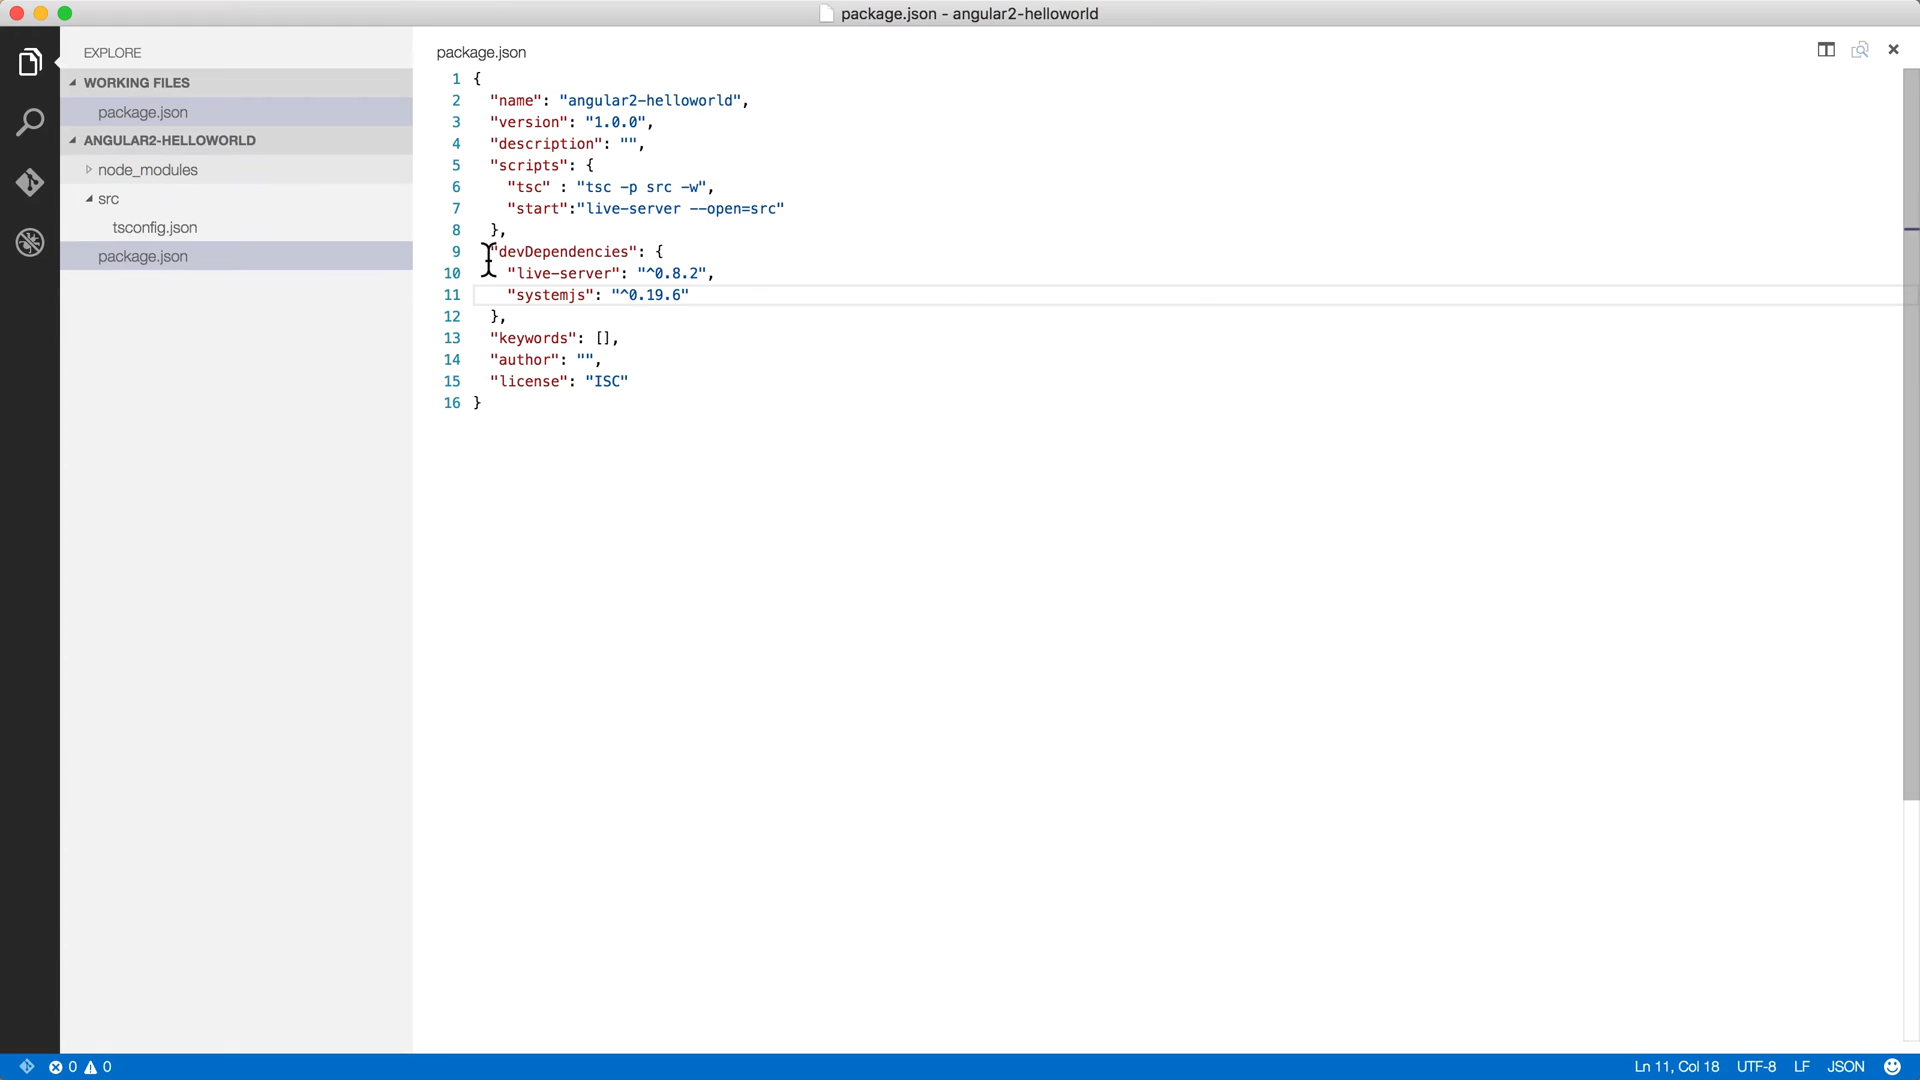 package.json - angular2-helloworld
EXPLORE
WORKING FILES
package.json
ANGULAR2-HELLOWORLD
node_modules
src
tsconfig.json
package.json
package.json
1 {
2 "name": "angular2-helloworld",
3 "version": "1.0.0",
4 "description": "",
5 "scripts": {
6 "tsc" : "tsc -p src -w",
7 "start":"live-server --open=src"
8 },
9 "devDependencies": {
10 "live-server": "^0.8.2",
11 "systemjs": "^0.19.6"
12 },
13 "keywords": [],
14 "author": "",
15 "license": "ISC"
16 }
0 0
Ln 11, Col 18 UTF-8 LF JSON